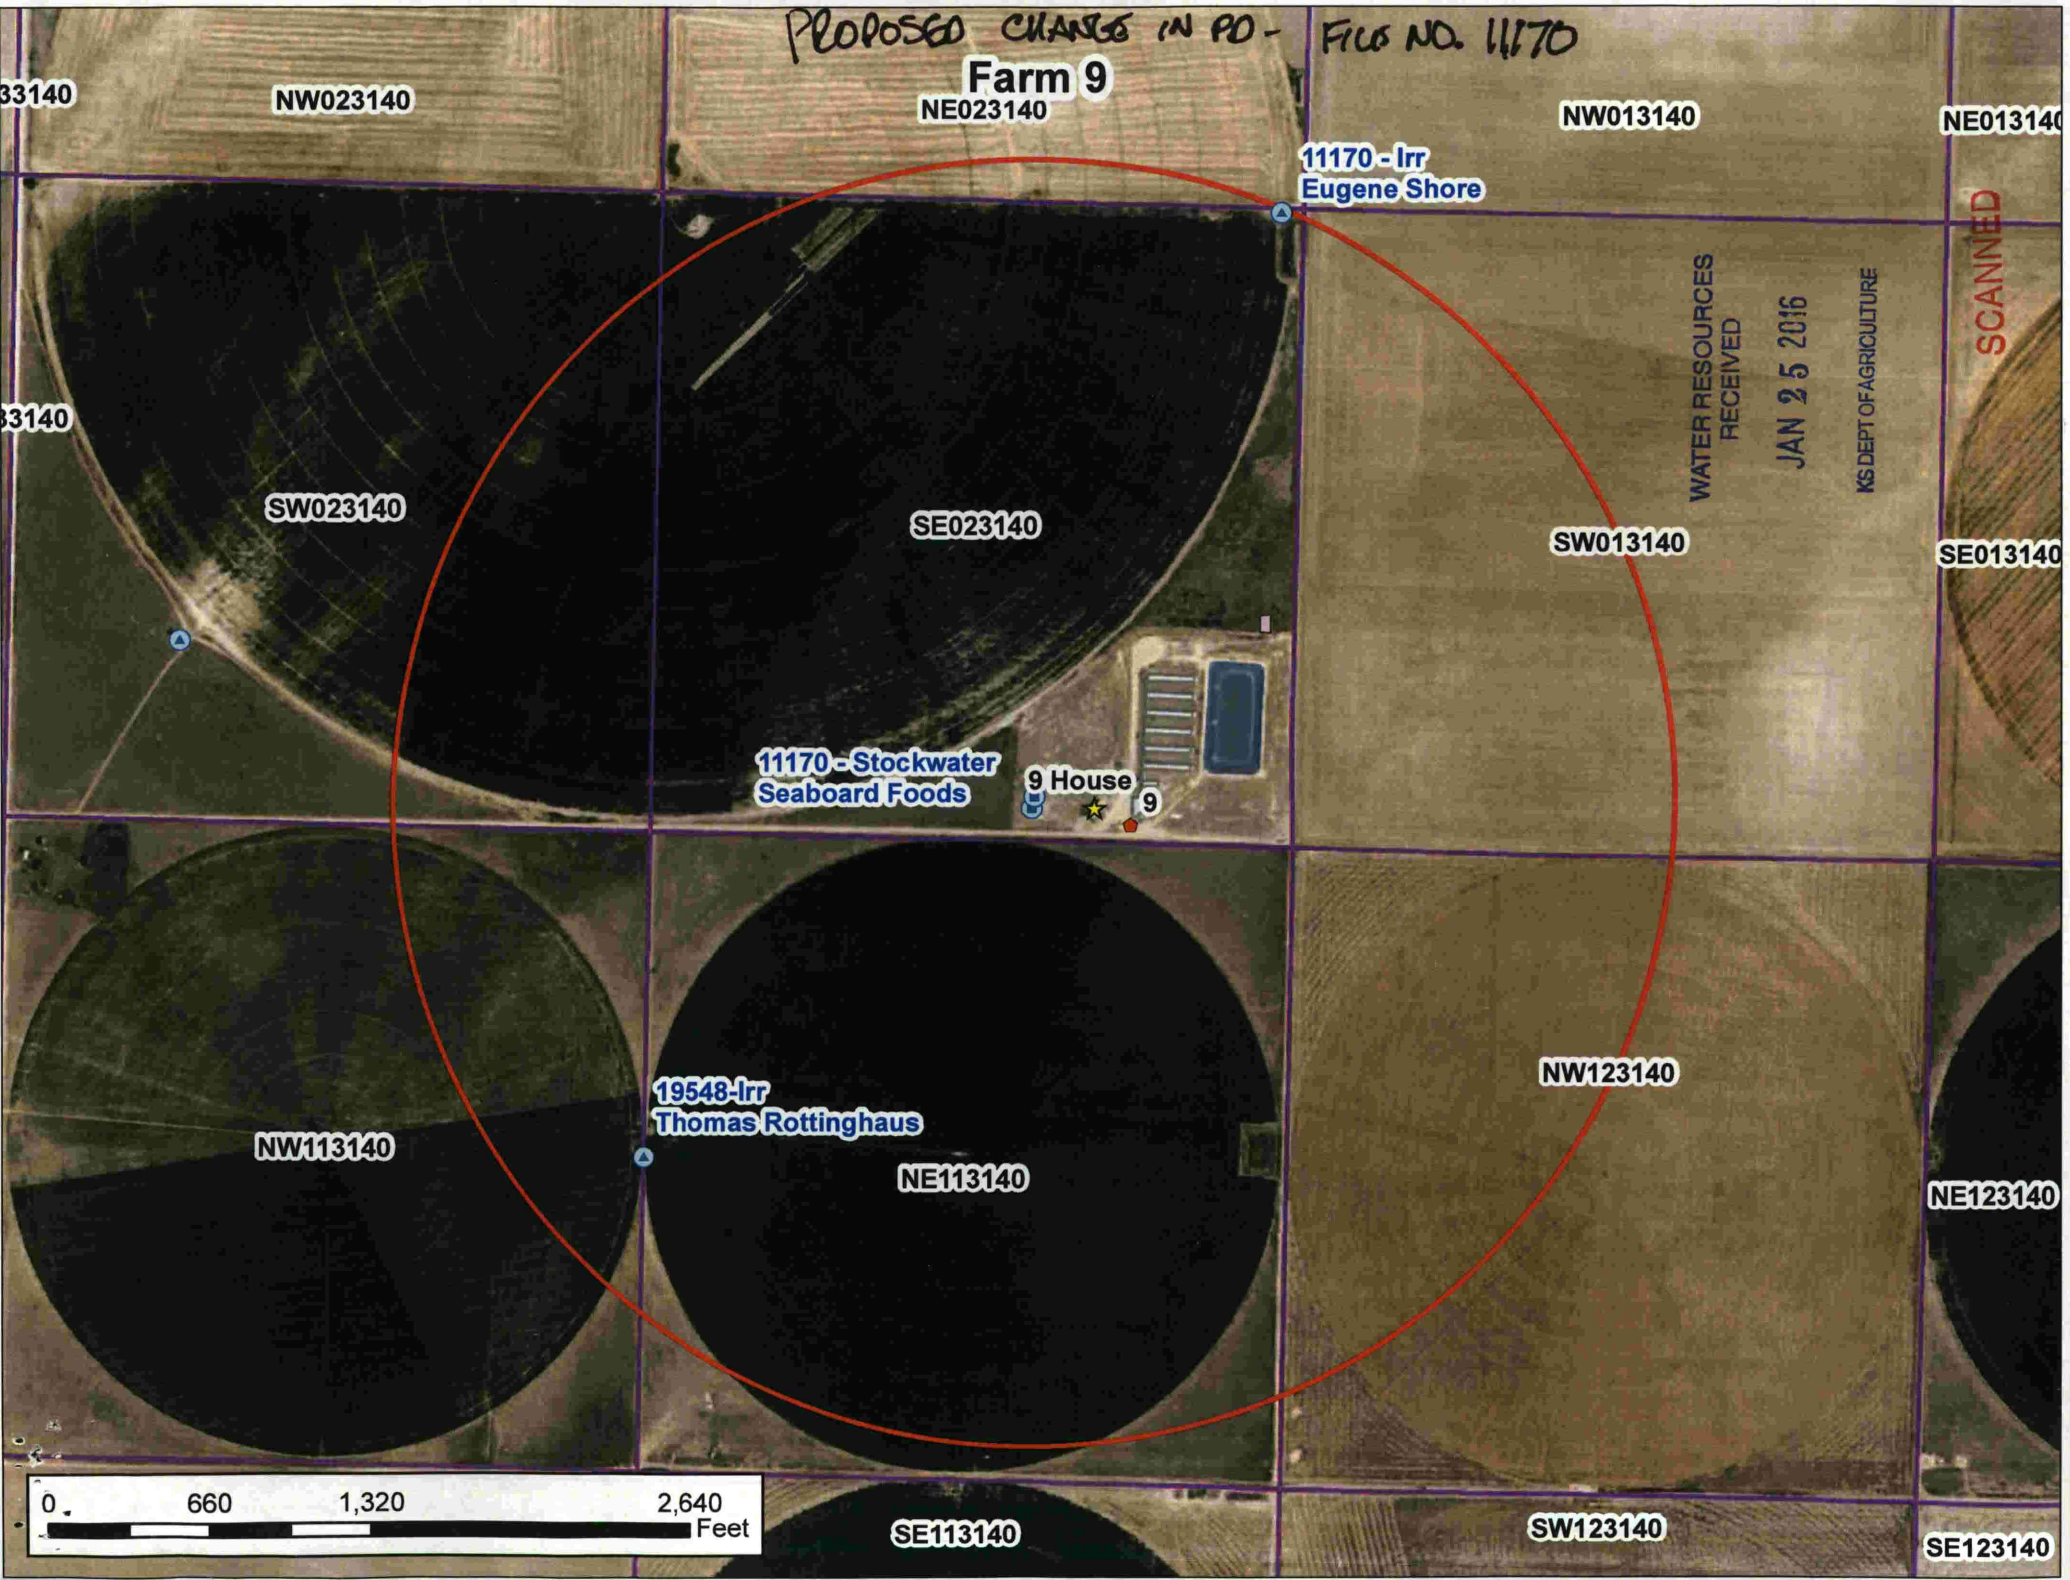 PROPOSED CHANGE IN PD - FILE NO. 11170
Farm 9
33140
NW023140
NE023140
NW013140
NE013140
11170 - Irr
Eugene Shore
SCANNED
WATER RESOURCES
RECEIVED
JAN 25 2016
KS DEPT OF AGRICULTURE
33140
SW023140
SE023140
SW013140
SE013140
11170 - Stockwater
Seaboard Foods
9 House
9
19548-Irr
Thomas Rottinghaus
NW113140
NE113140
NW123140
NE123140
0 660 1,320 2,640
Feet
SE113140
SW123140
SE123140